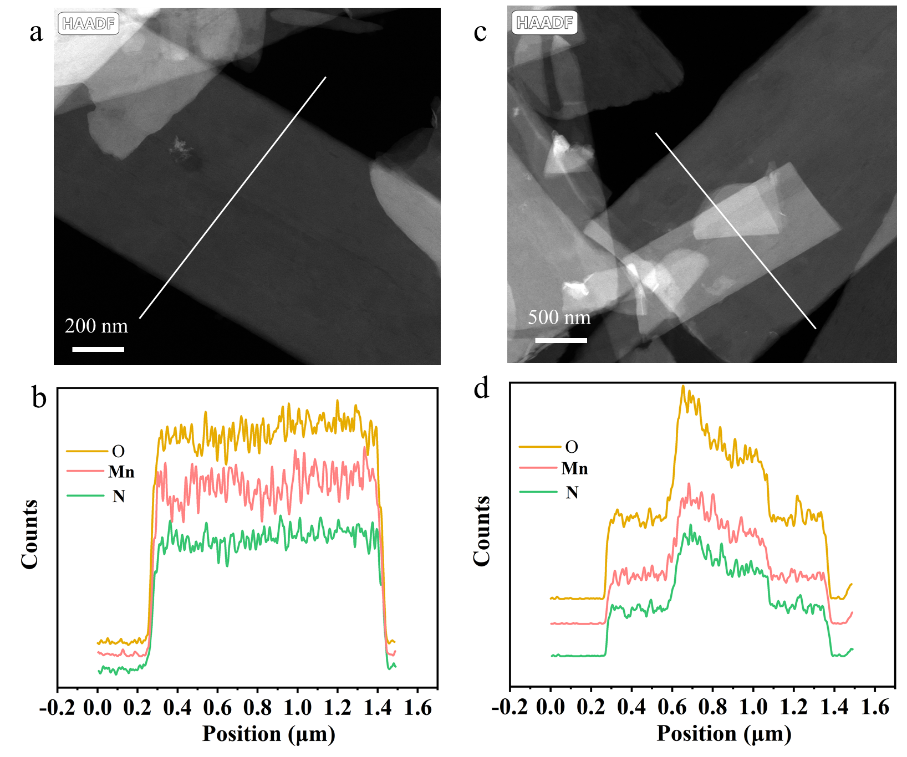 a
HAADF
200 nm
c
HAADF
500 nm
b
O
Mn
N
Counts
-0.2 0.0 0.2 0.4 0.6 0.8 1.0 1.2 1.4 1.6
Position (μm)
d
O
Mn
N
Counts
-0.2 0.0 0.2 0.4 0.6 0.8 1.0 1.2 1.4 1.6
Position (μm)